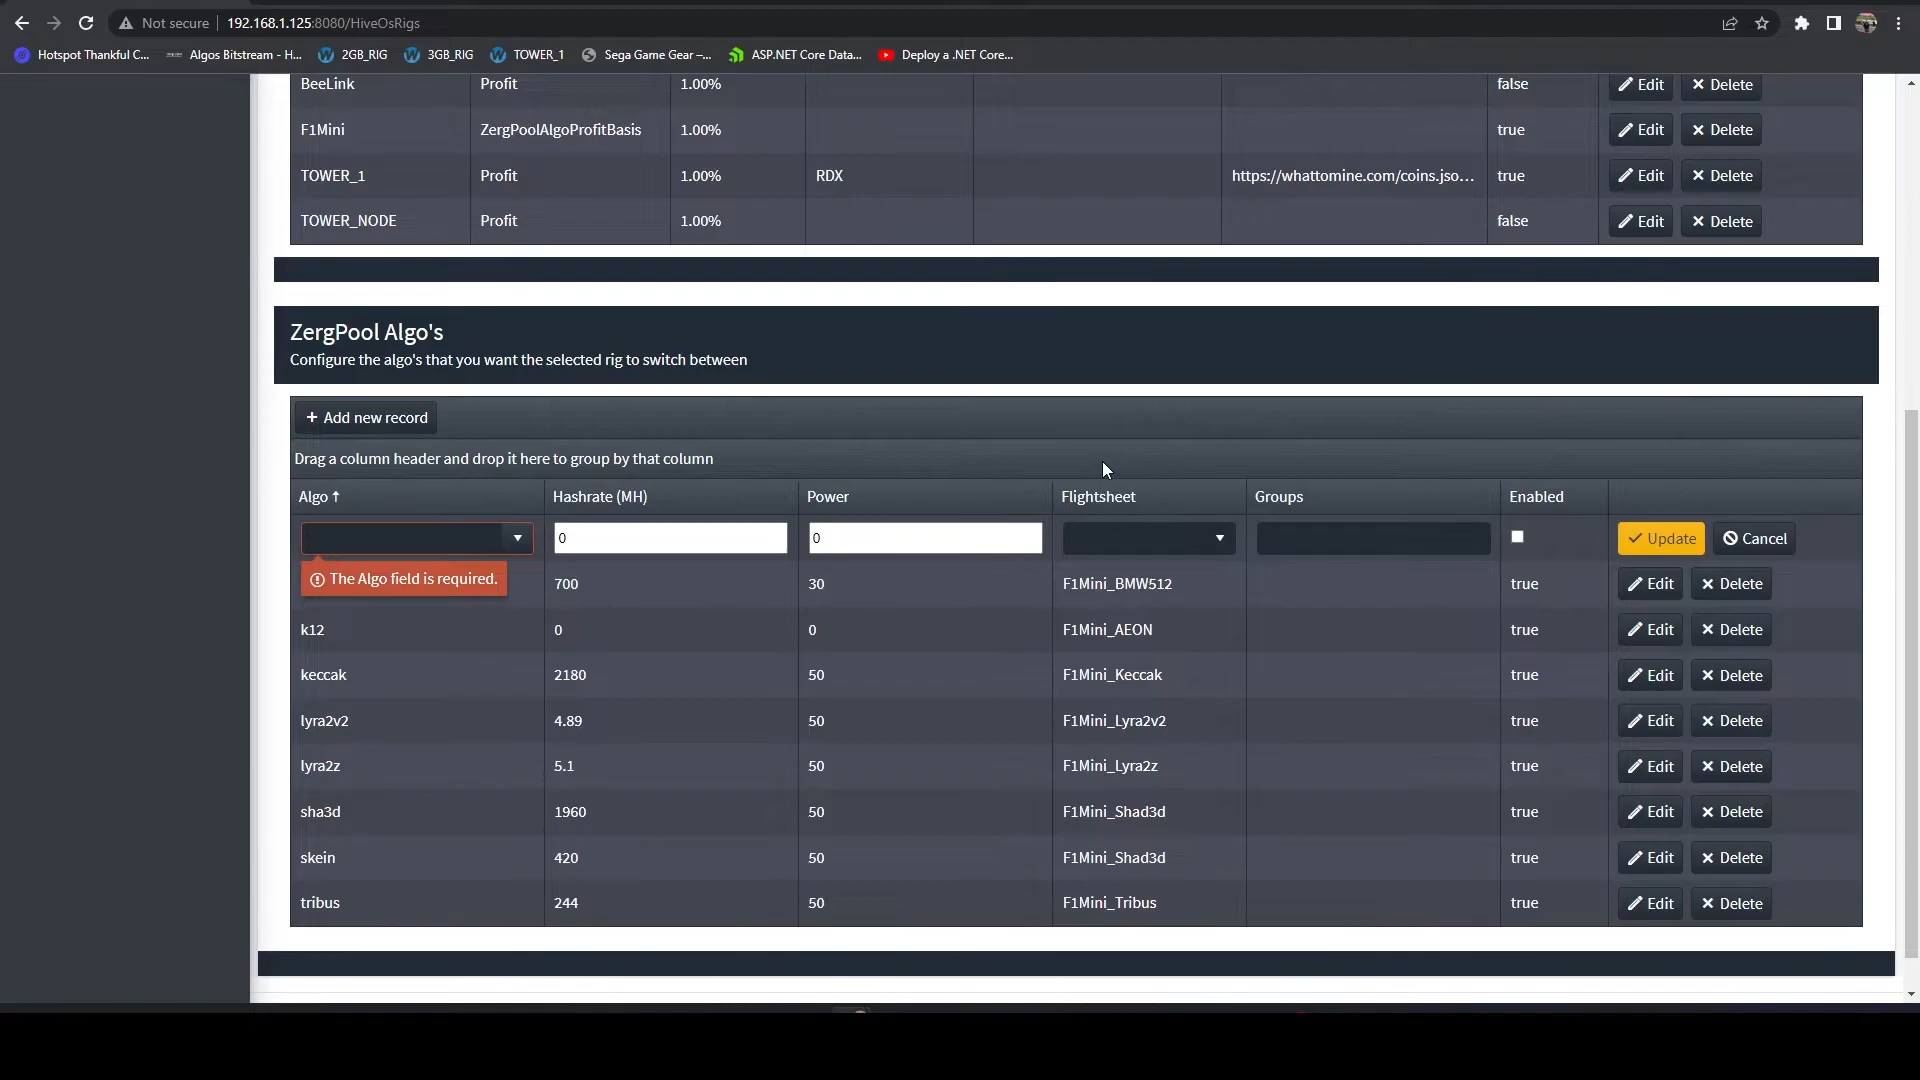 Not secure 192.168.1.125:8080/HiveOsRigs
Hotspot Thankful C... Algos Bitstream - H... 2GB_RIG 3GB_RIG TOWER_1 Sega Game Gear –... ASP.NET Core Data... Deploy a .NET Core...
BeeLink Profit 1.00% false Edit Delete
F1Mini ZergPoolAlgoProfitBasis 1.00% true Edit Delete
TOWER_1 Profit 1.00% RDX https://whattomine.com/coins.jso... true Edit Delete
TOWER_NODE Profit 1.00% false Edit Delete
ZergPool Algo's
Configure the algo's that you want the selected rig to switch between
+ Add new record
Drag a column header and drop it here to group by that column
Algo ↑ Hashrate (MH) Power Flightsheet Groups Enabled
0 0 Update Cancel
The Algo field is required. 700 30 F1Mini_BMW512 true Edit Delete
k12 0 0 F1Mini_AEON true Edit Delete
keccak 2180 50 F1Mini_Keccak true Edit Delete
lyra2v2 4.89 50 F1Mini_Lyra2v2 true Edit Delete
lyra2z 5.1 50 F1Mini_Lyra2z true Edit Delete
sha3d 1960 50 F1Mini_Shad3d true Edit Delete
skein 420 50 F1Mini_Shad3d true Edit Delete
tribus 244 50 F1Mini_Tribus true Edit Delete